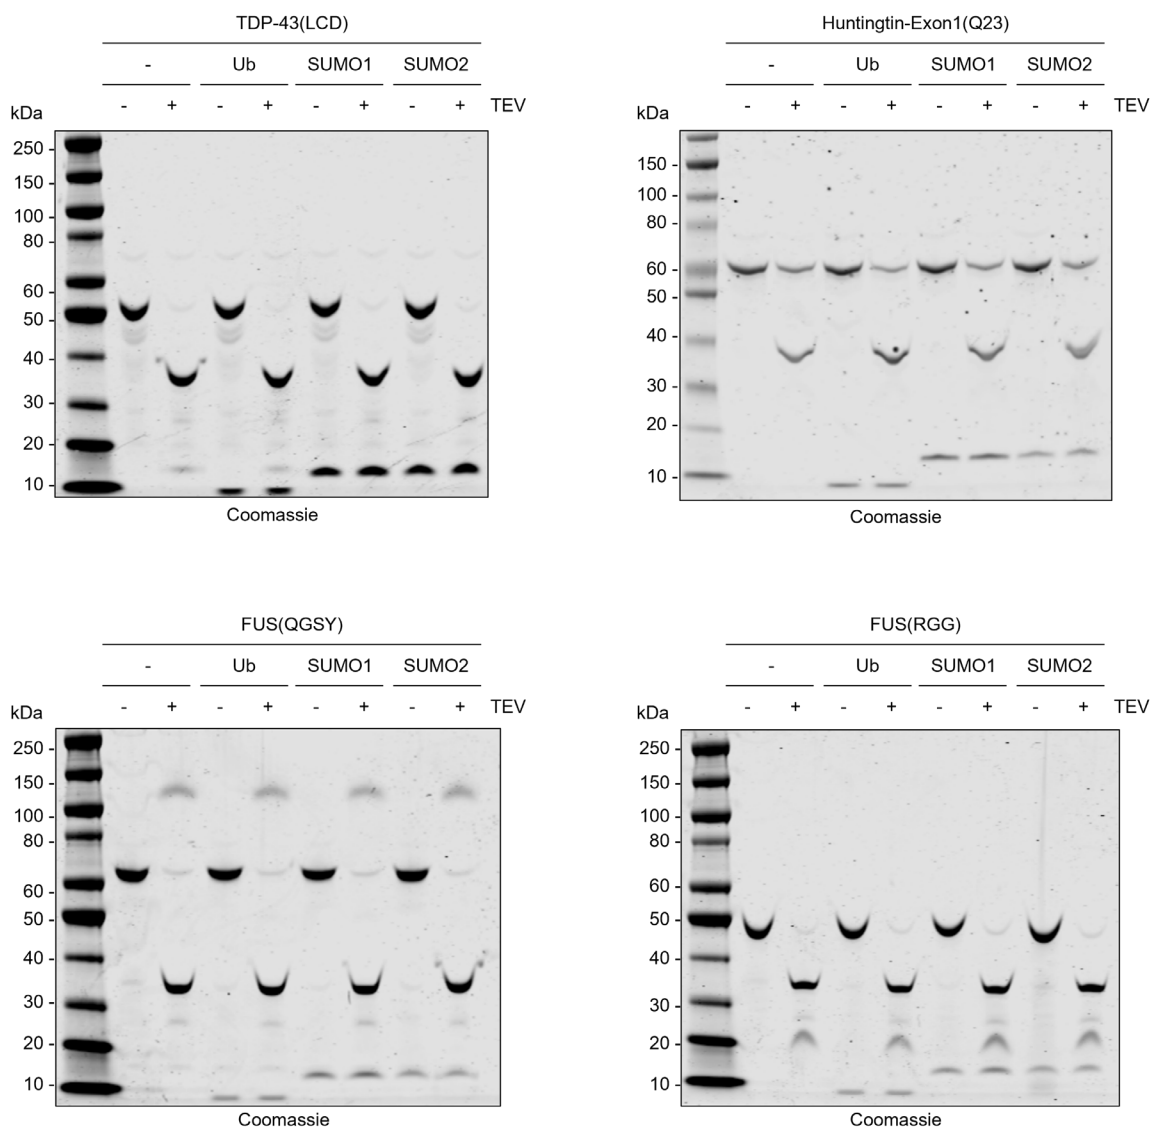 TDP-43(LCD)
- Ub SUMO1 SUMO2
- + - + - + - + TEV
kDa
250
150
100
80
60
50
40
30
20
10
Coomassie
Huntingtin-Exon1(Q23)
- Ub SUMO1 SUMO2
- + - + - + - + TEV
kDa
150
100
80
60
50
40
30
20
10
Coomassie
FUS(QGSY)
- Ub SUMO1 SUMO2
- + - + - + - + TEV
kDa
250
150
100
80
60
50
40
30
20
10
Coomassie
FUS(RGG)
- Ub SUMO1 SUMO2
- + - + - + - + TEV
kDa
250
150
100
80
60
50
40
30
20
10
Coomassie